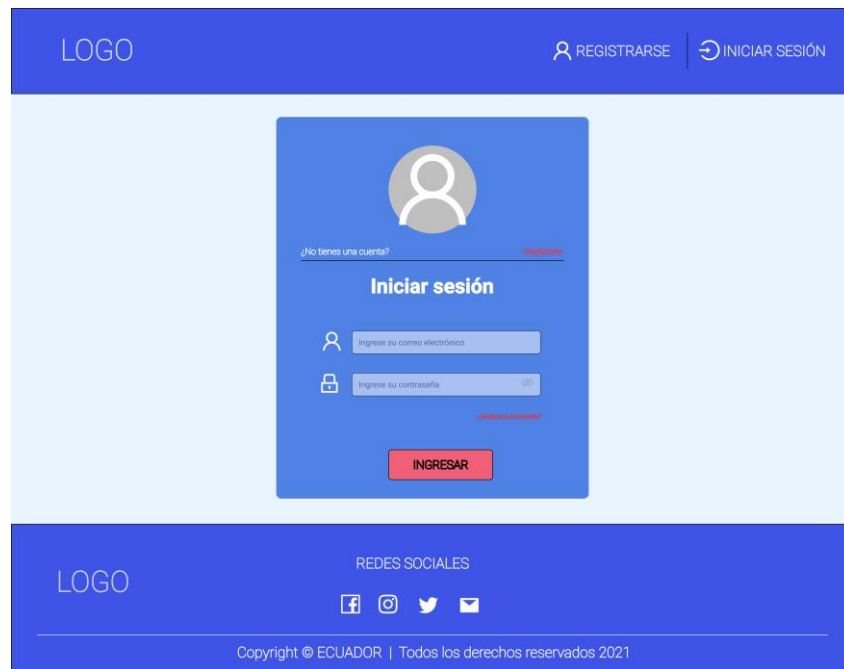 LOGO
REGISTRARSE
INICIAR SESIÓN
¿No tienes una cuenta?
Iniciar sesión
Ingrese su correo electrónico
Ingrese su contraseña
INGRESAR
LOGO
REDES SOCIALES
Copyright © ECUADOR | Todos los derechos reservados 2021